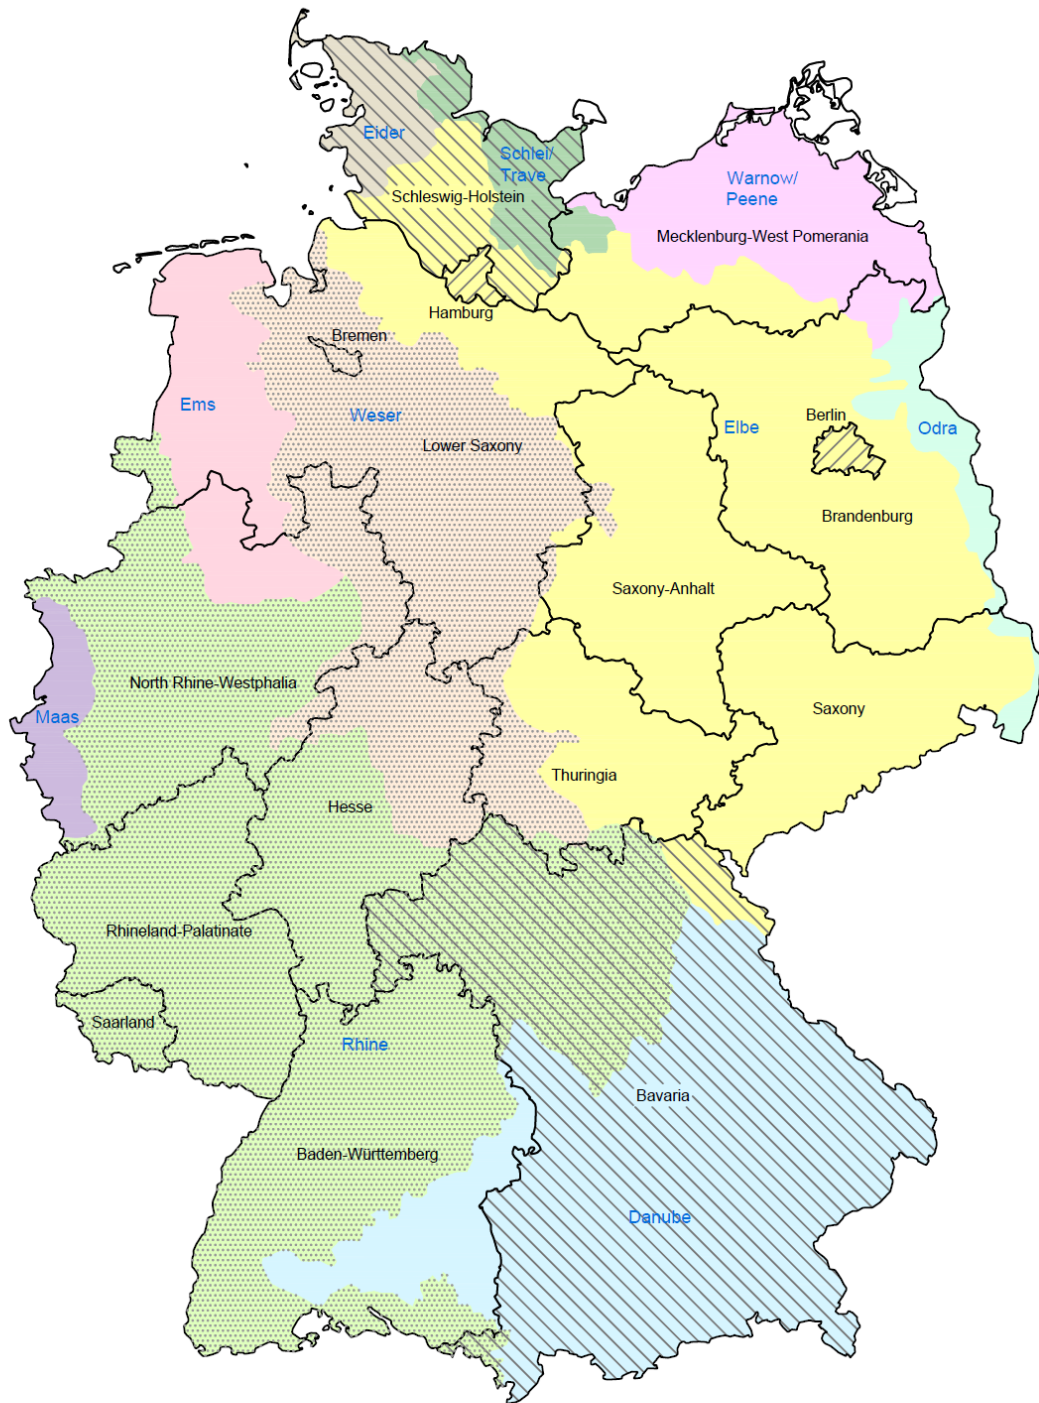 Eider
Schlei/
Trave
Schleswig-Holstein
Warnow/
Peene
Mecklenburg-West Pomerania
Hamburg
Bremen
Ems
Weser
Lower Saxony
Elbe
Berlin
Odra
Brandenburg
Saxony-Anhalt
North Rhine-Westphalia
Maas
Saxony
Thuringia
Hesse
Rhineland-Palatinate
Saarland
Rhine
Bavaria
Baden-Württemberg
Danube